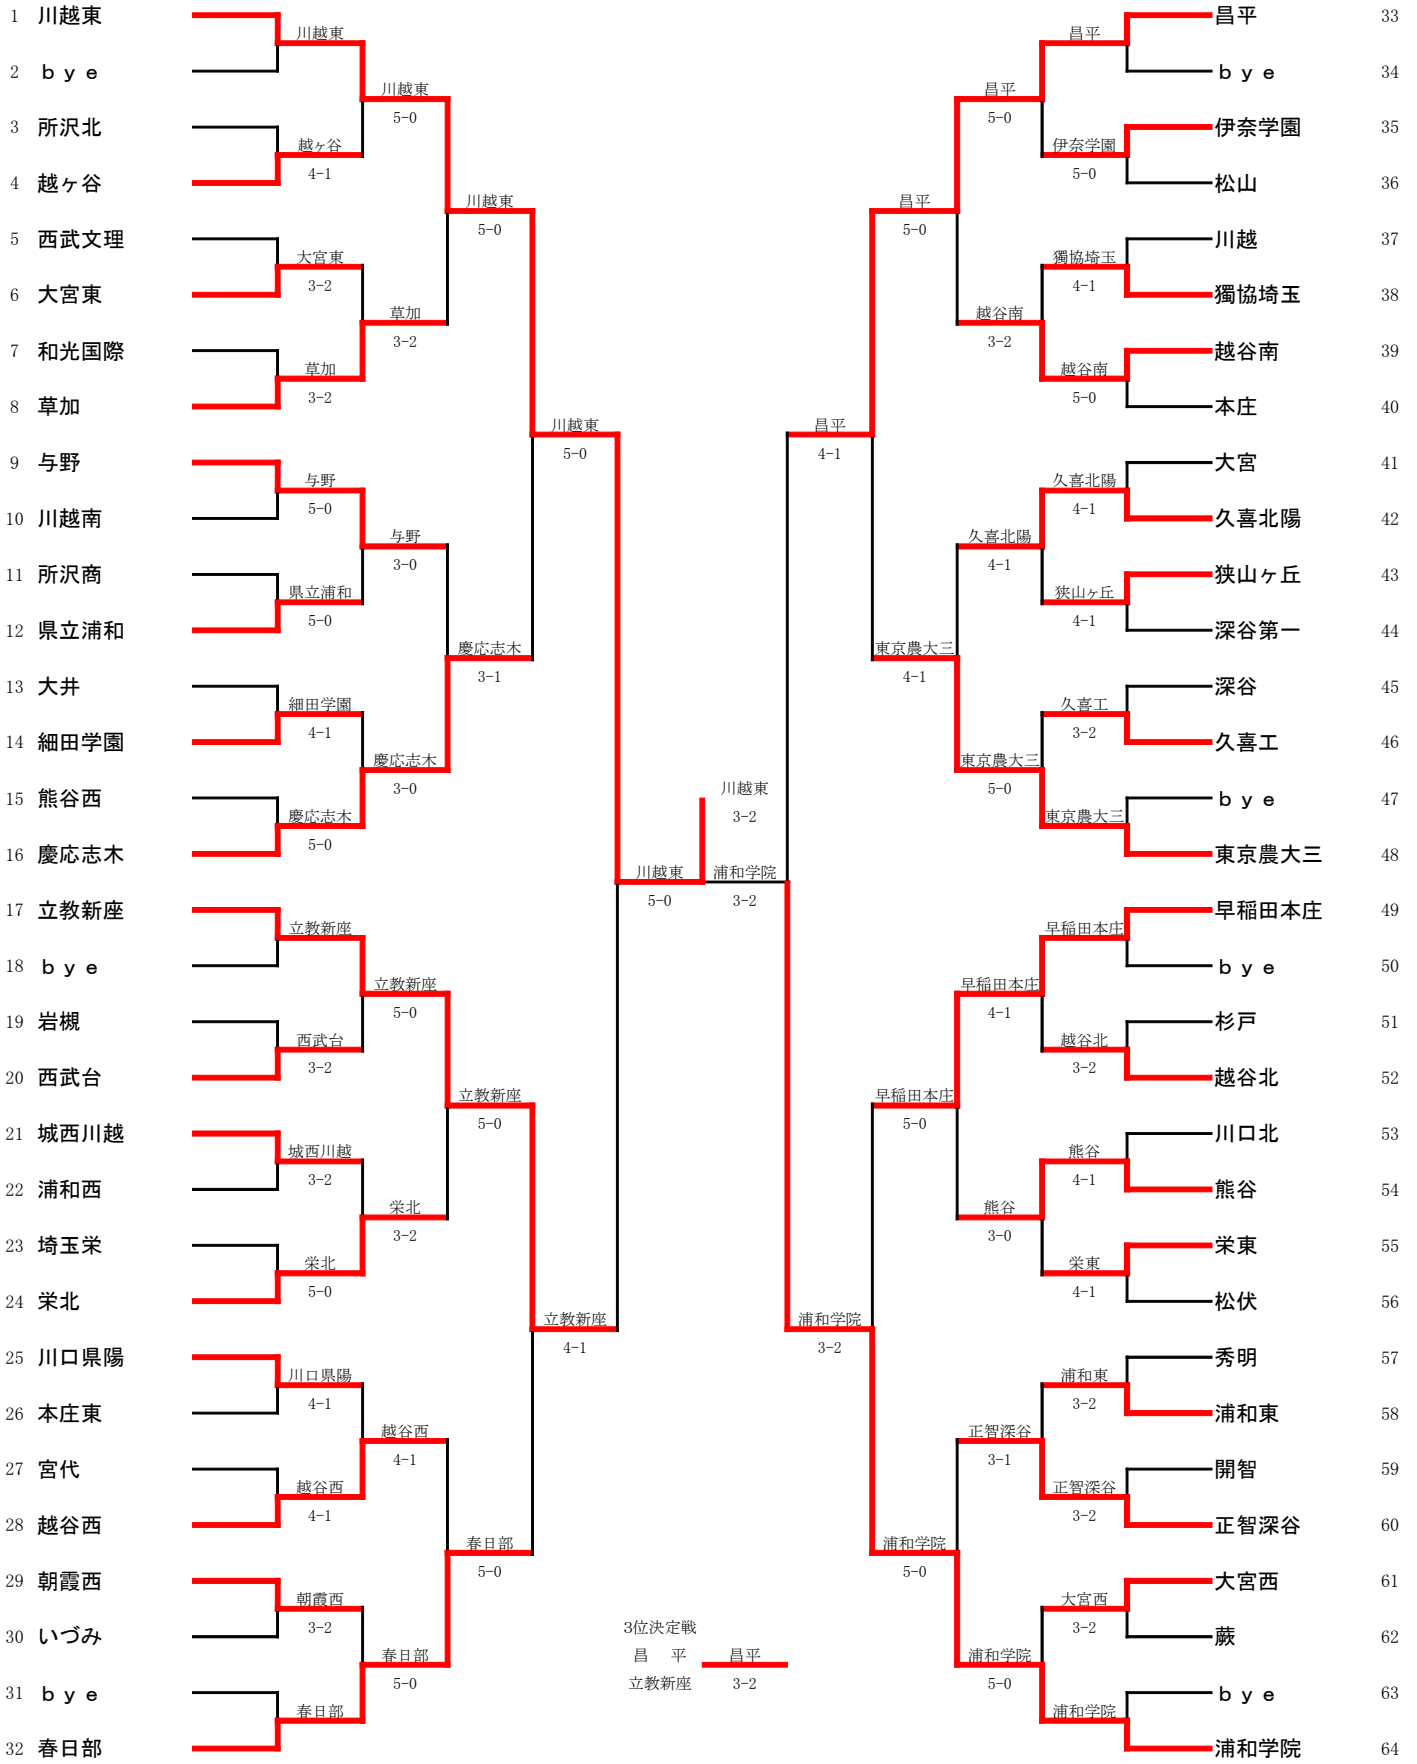 1 川越東
2 ｂｙｅ
3 所沢北
4 越ヶ谷
5 西武文理
6 大宮東
7 和光国際
8 草加
9 与野
10 川越南
11 所沢商
12 県立浦和
13 大井
14 細田学園
15 熊谷西
16 慶応志木
17 立教新座
18 ｂｙｅ
19 岩槻
20 西武台
21 城西川越
22 浦和西
23 埼玉栄
24 栄北
25 川口県陽
26 本庄東
27 宮代
28 越谷西
29 朝霞西
30 いづみ
31 ｂｙｅ
32 春日部
川越東
越ヶ谷
4-1
大宮東
3-2
草加
3-2
与野
5-0
県立浦和
5-0
細田学園
4-1
慶応志木
5-0
立教新座
西武台
3-2
城西川越
3-2
栄北
5-0
川口県陽
4-1
越谷西
4-1
朝霞西
3-2
春日部
川越東
5-0
草加
3-2
与野
3-0
慶応志木
3-0
立教新座
5-0
栄北
3-2
越谷西
4-1
春日部
5-0
川越東
5-0
慶応志木
3-1
立教新座
5-0
春日部
5-0
川越東
5-0
立教新座
4-1
川越東
5-0
川越東
3-2
浦和学院
3-2
3位決定戦
昌　平
立教新座
昌平
3-2
昌平
4-1
浦和学院
3-2
昌平
5-0
東京農大三
4-1
早稲田本庄
5-0
浦和学院
5-0
昌平
5-0
越谷南
3-2
久喜北陽
4-1
東京農大三
5-0
早稲田本庄
4-1
熊谷
3-0
正智深谷
3-1
浦和学院
5-0
昌平
伊奈学園
5-0
獨協埼玉
4-1
越谷南
5-0
久喜北陽
4-1
狭山ヶ丘
4-1
久喜工
3-2
東京農大三
早稲田本庄
越谷北
3-2
熊谷
4-1
栄東
4-1
浦和東
3-2
正智深谷
3-2
大宮西
3-2
浦和学院
昌平 33
ｂｙｅ 34
伊奈学園 35
松山 36
川越 37
獨協埼玉 38
越谷南 39
本庄 40
大宮 41
久喜北陽 42
狭山ヶ丘 43
深谷第一 44
深谷 45
久喜工 46
ｂｙｅ 47
東京農大三 48
早稲田本庄 49
ｂｙｅ 50
杉戸 51
越谷北 52
川口北 53
熊谷 54
栄東 55
松伏 56
秀明 57
浦和東 58
開智 59
正智深谷 60
大宮西 61
蕨 62
ｂｙｅ 63
浦和学院 64